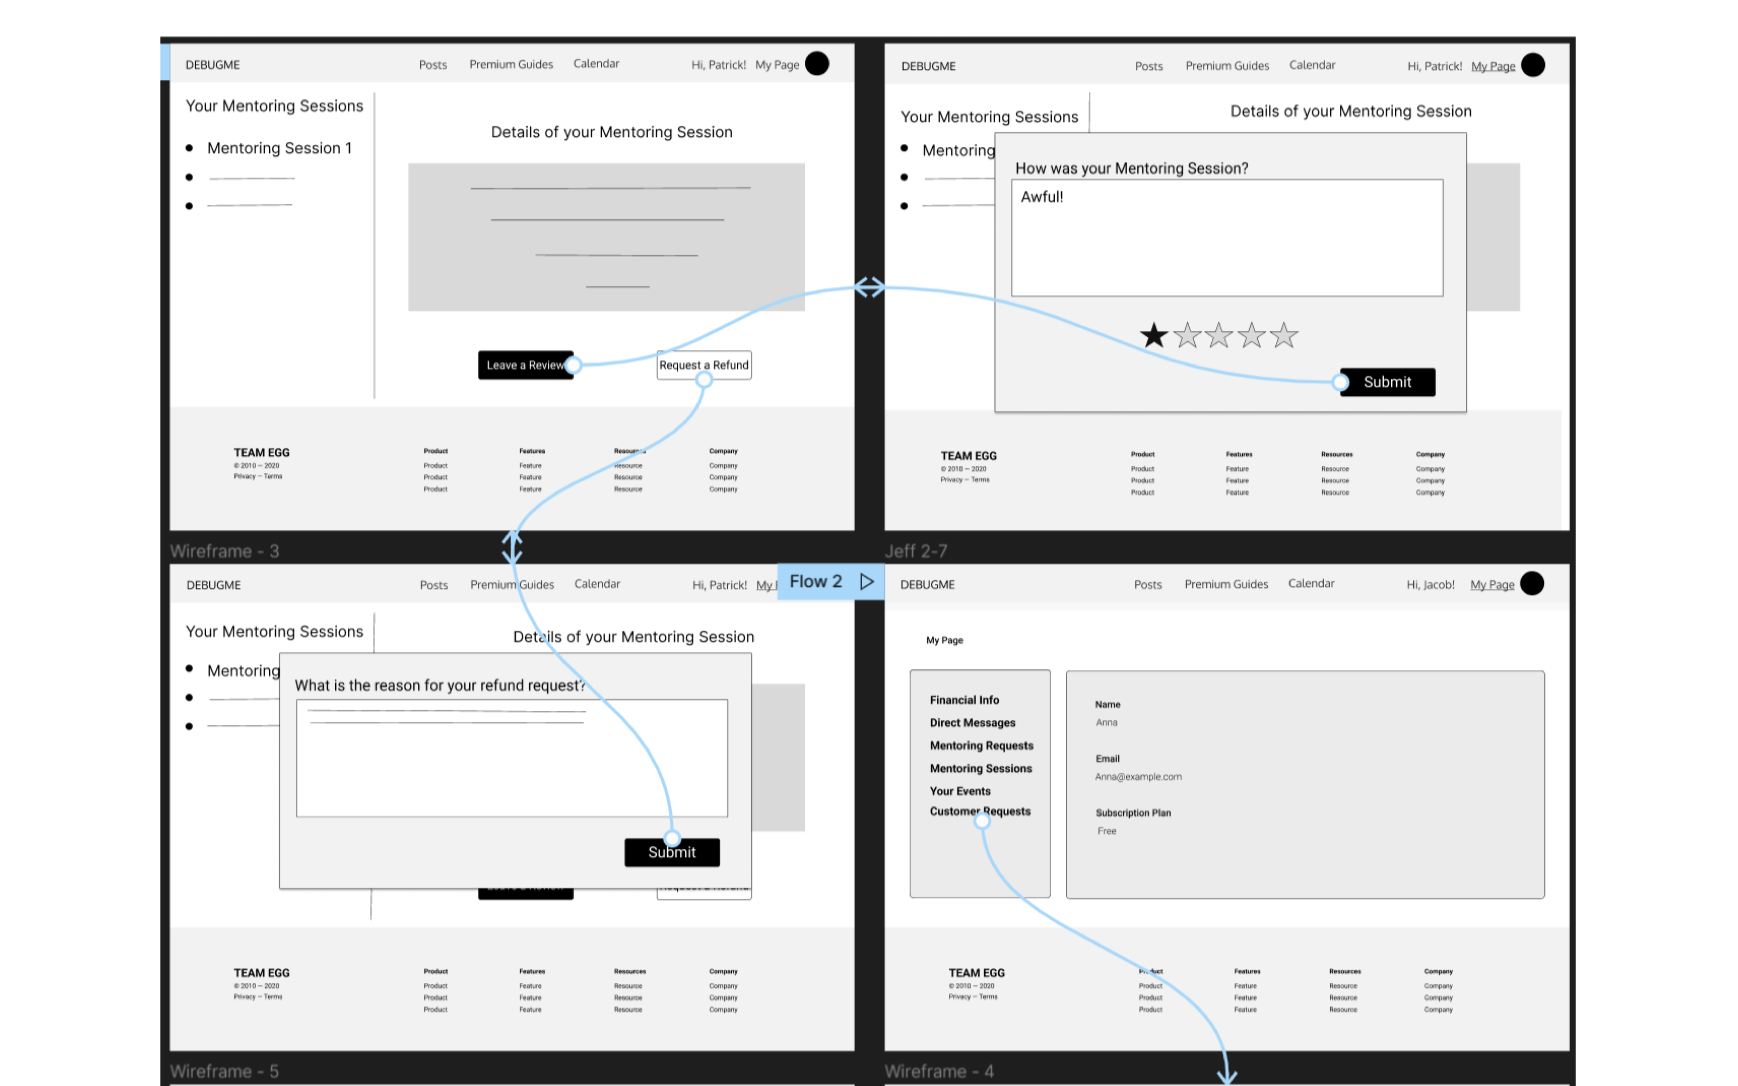 DEBUGME Posts Premium Guides Calendar Hi, Patrick! My Page
Your Mentoring Sessions
Details of your Mentoring Session
Mentoring Session 1
Leave a Review Request a Refund
TEAM EGG
© 2010 — 2020
Privacy — Terms
Product Features Resources Company
Product Feature Resource Company
Product Feature Resource Company
Product Feature Resource Company
DEBUGME Posts Premium Guides Calendar Hi, Patrick! My Page
Your Mentoring Sessions
Details of your Mentoring Session
Mentoring
How was your Mentoring Session?
Awful!
Submit
TEAM EGG
© 2010 — 2020
Privacy — Terms
Product Features Resources Company
Product Feature Resource Company
Product Feature Resource Company
Product Feature Resource Company
Wireframe - 3
Jeff 2-7
DEBUGME Posts Premium Guides Calendar Hi, Patrick! My
Your Mentoring Sessions
Details of your Mentoring Session
Mentoring
What is the reason for your refund request?
Submit
TEAM EGG
© 2010 — 2020
Privacy — Terms
Product Features Resources Company
Product Feature Resource Company
Product Feature Resource Company
Product Feature Resource Company
Flow 2
DEBUGME Posts Premium Guides Calendar Hi, Jacob! My Page
My Page
Financial Info
Direct Messages
Mentoring Requests
Mentoring Sessions
Your Events
Customer Requests
Name
Anna
Email
Anna@example.com
Subscription Plan
Free
TEAM EGG
© 2010 — 2020
Privacy — Terms
Product Features Resources Company
Product Feature Resource Company
Product Feature Resource Company
Product Feature Resource Company
Wireframe - 5
Wireframe - 4